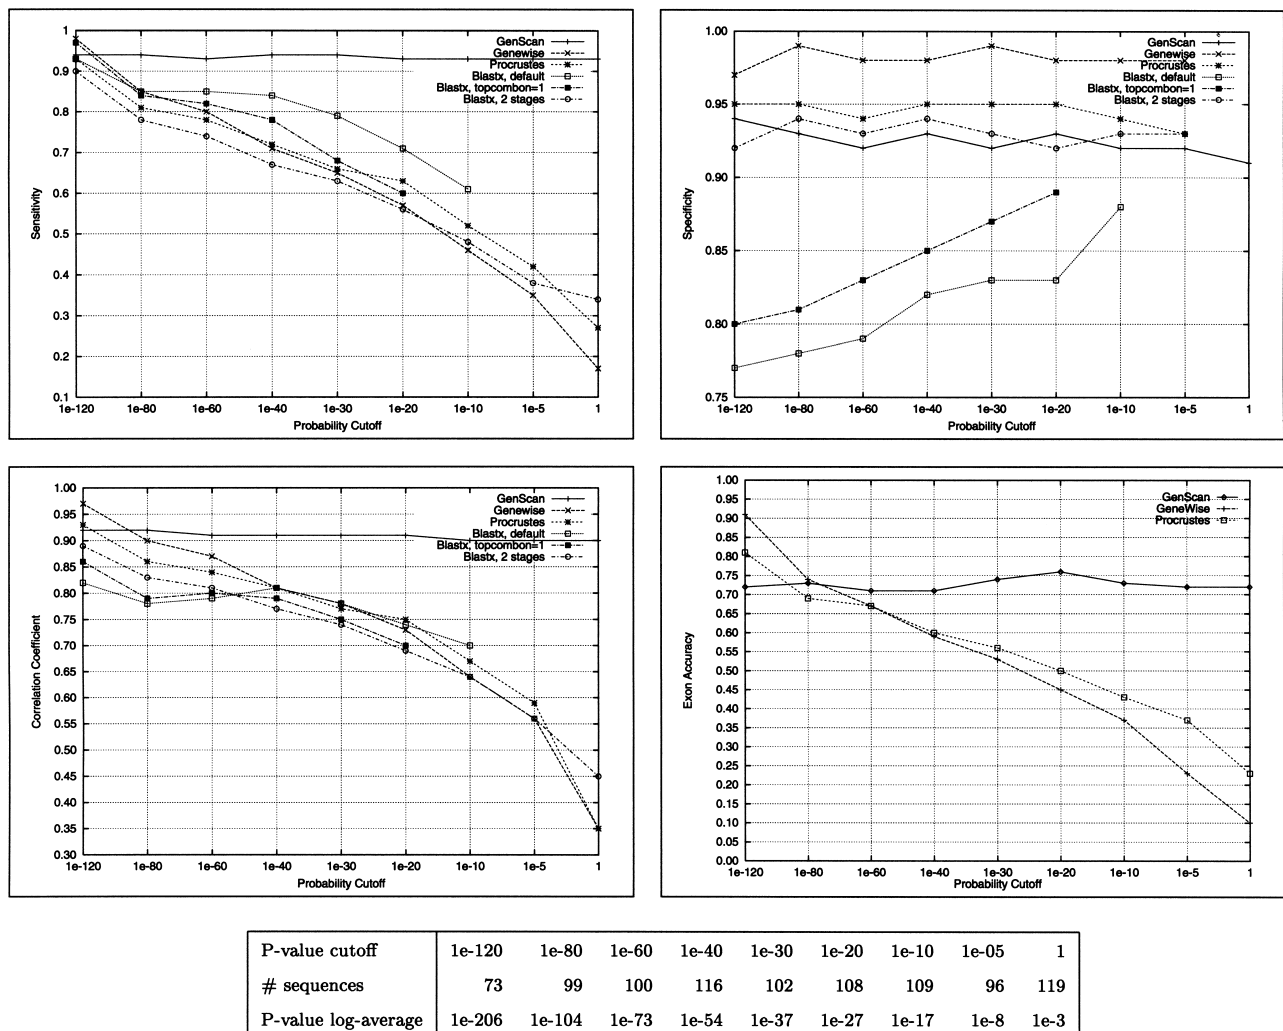 1
0.9
0.8
0.7
0.6
0.5
0.4
0.3
0.2
0.1
Sensitivity
1e-120 1e-80 1e-60 1e-40 1e-30 1e-20 1e-10 1e-5 1
Probability Cutoff
GenScan
Genewise
Procrustes
Blastx, default
Blastx, topcombon=1
Blastx, 2 stages
1.00
0.95
0.90
0.85
0.80
0.75
Specificity
1e-120 1e-80 1e-60 1e-40 1e-30 1e-20 1e-10 1e-5 1
Probability Cutoff
GenScan
Genewise
Procrustes
Blastx, default
Blastx, topcombon=1
Blastx, 2 stages
1.00
0.95
0.90
0.85
0.80
0.75
0.70
0.65
0.60
0.55
0.50
0.45
0.40
0.35
0.30
Correlation Coefficient
1e-120 1e-80 1e-60 1e-40 1e-30 1e-20 1e-10 1e-5 1
Probability Cutoff
GenScan
Genewise
Procrustes
Blastx, default
Blastx, topcombon=1
Blastx, 2 stages
1.00
0.95
0.90
0.85
0.80
0.75
0.70
0.65
0.60
0.55
0.50
0.45
0.40
0.35
0.30
0.25
0.20
0.15
0.10
0.05
0.00
Exon Accuracy
1e-120 1e-80 1e-60 1e-40 1e-30 1e-20 1e-10 1e-5 1
Probability Cutoff
GenScan
GeneWise
Procrustes
P-value cutoff 1e-120 1e-80 1e-60 1e-40 1e-30 1e-20 1e-10 1e-05 1
# sequences 73 99 100 116 102 108 109 96 119
P-value log-average 1e-206 1e-104 1e-73 1e-54 1e-37 1e-27 1e-17 1e-8 1e-3